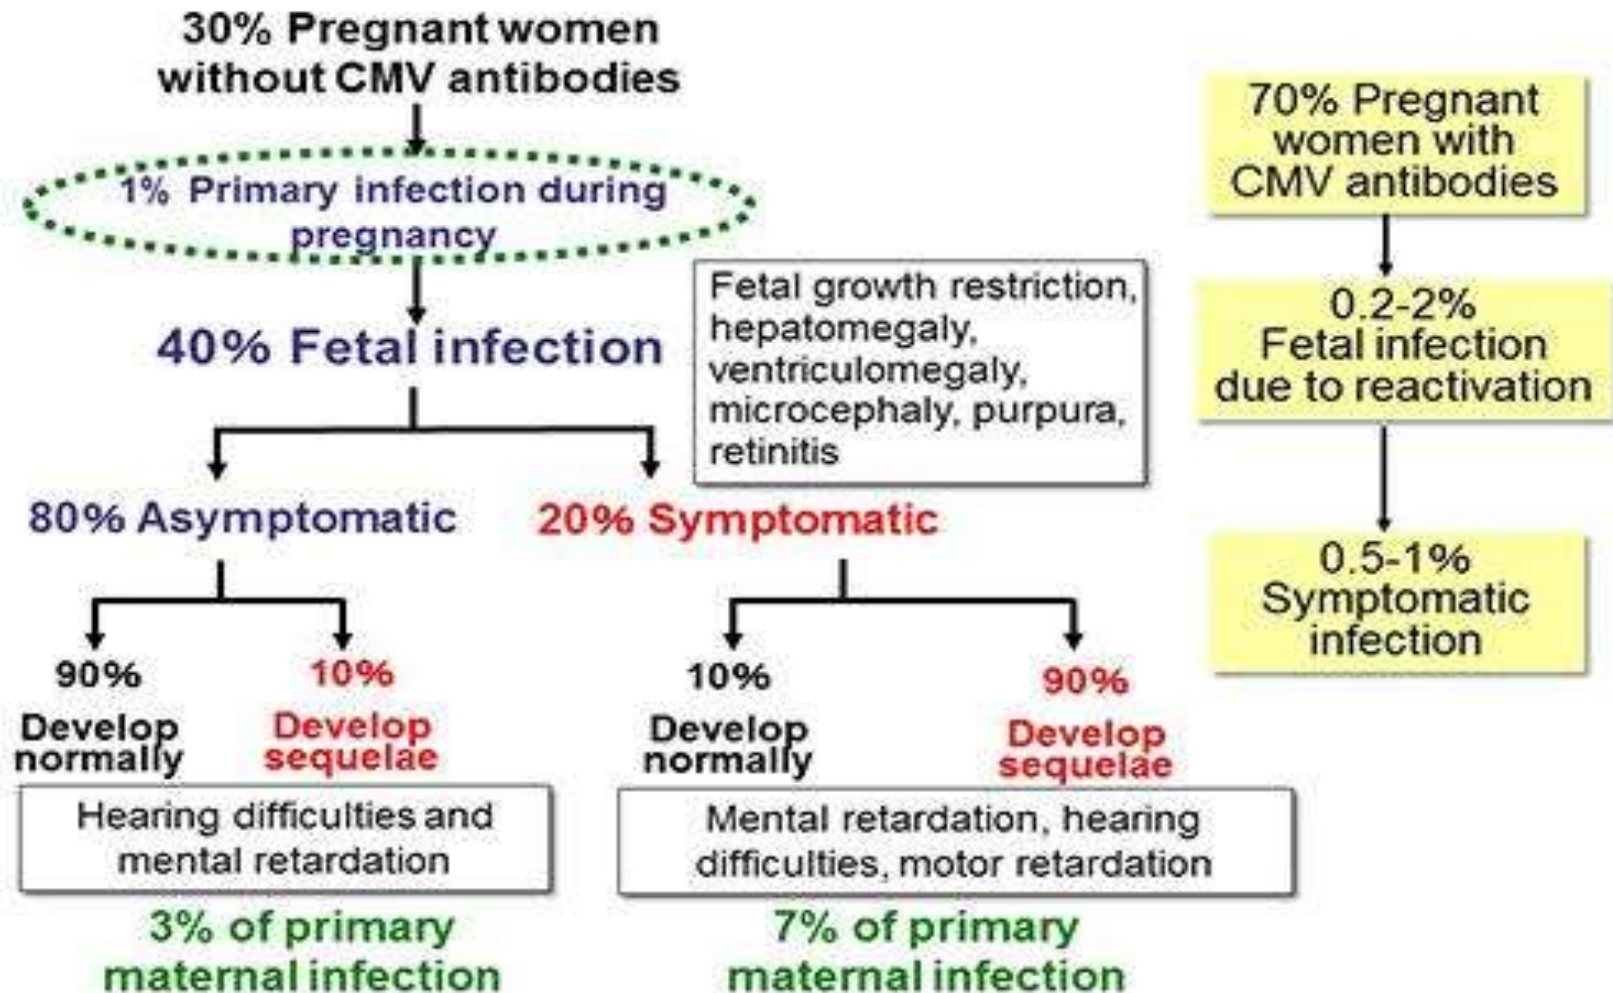 30% Pregnant women
without CMV antibodies
1% Primary infection during
pregnancy
40% Fetal infection
Fetal growth restriction,
hepatomegaly,
ventriculomegaly,
microcephaly, purpura,
retinitis
80% Asymptomatic
20% Symptomatic
90%
Develop
normally
10%
Develop
sequelae
10%
Develop
normally
90%
Develop
sequelae
Hearing difficulties and
mental retardation
Mental retardation, hearing
difficulties, motor retardation
3% of primary
maternal infection
7% of primary
maternal infection
70% Pregnant
women with
CMV antibodies
0.2-2%
Fetal infection
due to reactivation
0.5-1%
Symptomatic
infection